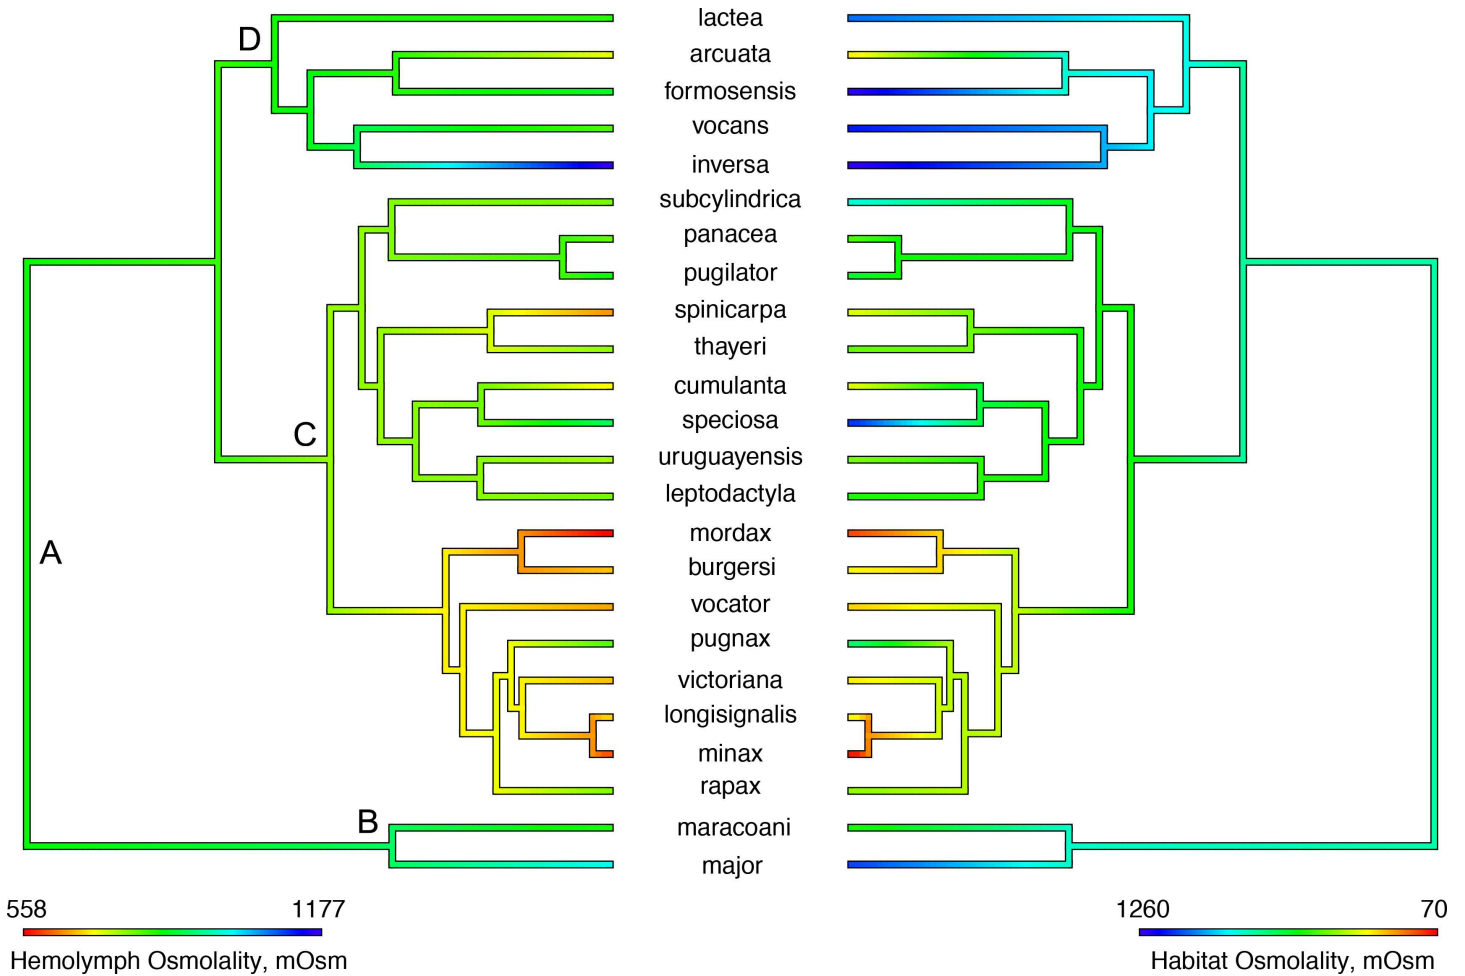 lactea
D
arcuata
formosensis
vocans
inversa
subcylindrica
panacea
pugilator
spinicarpa
thayeri
cumulanta
speciosa
C
uruguayensis
leptodactyla
mordax
A
burgersi
vocator
pugnax
victoriana
longisignalis
minax
rapax
B
maracoani
major
558 1177
Hemolymph Osmolality, mOsm
1260 70
Habitat Osmolality, mOsm